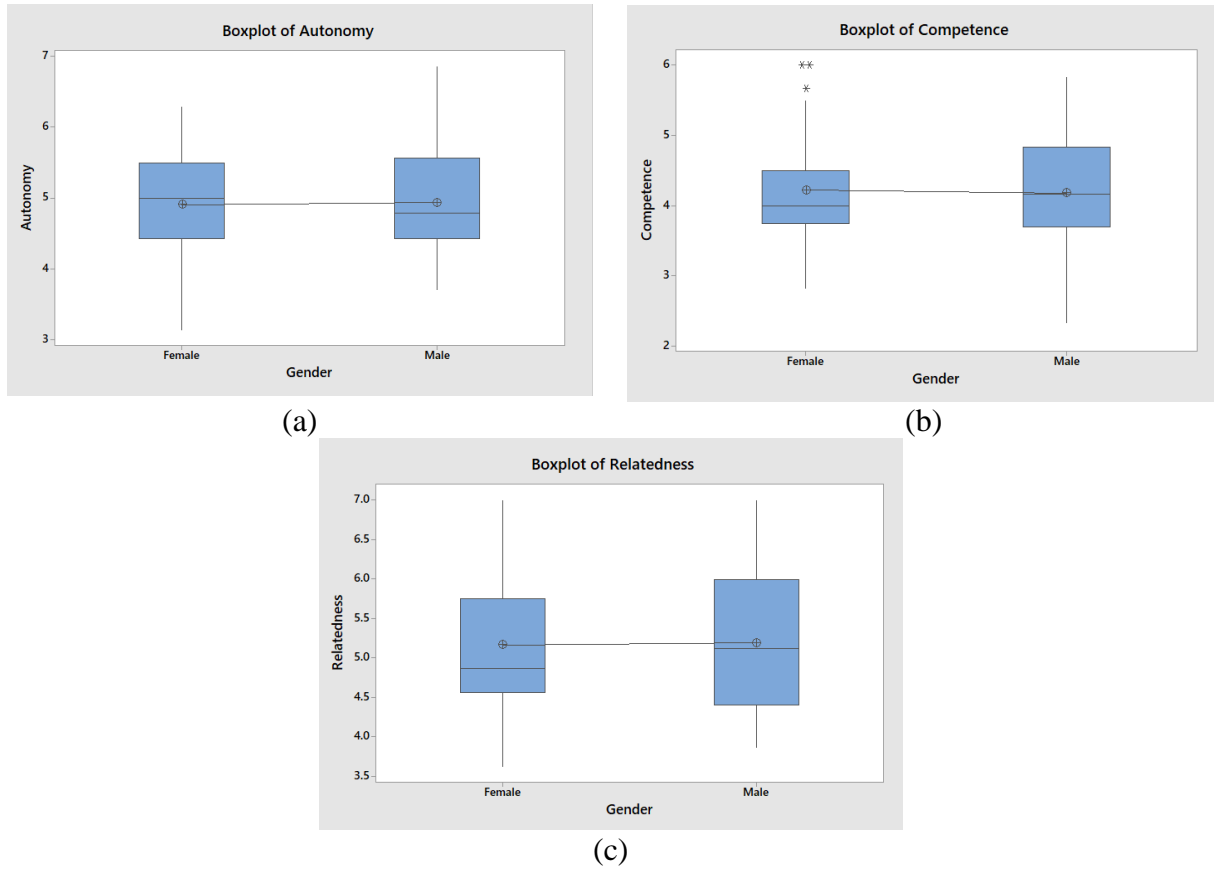 Boxplot of Autonomy
7
6
5
4
3
Autonomy
Female Male
Gender
(a)
Boxplot of Competence
**
*
6
5
4
3
2
Competence
Female Male
Gender
(b)
Boxplot of Relatedness
7.0
6.5
6.0
5.5
5.0
4.5
4.0
3.5
Relatedness
Female Male
Gender
(c)